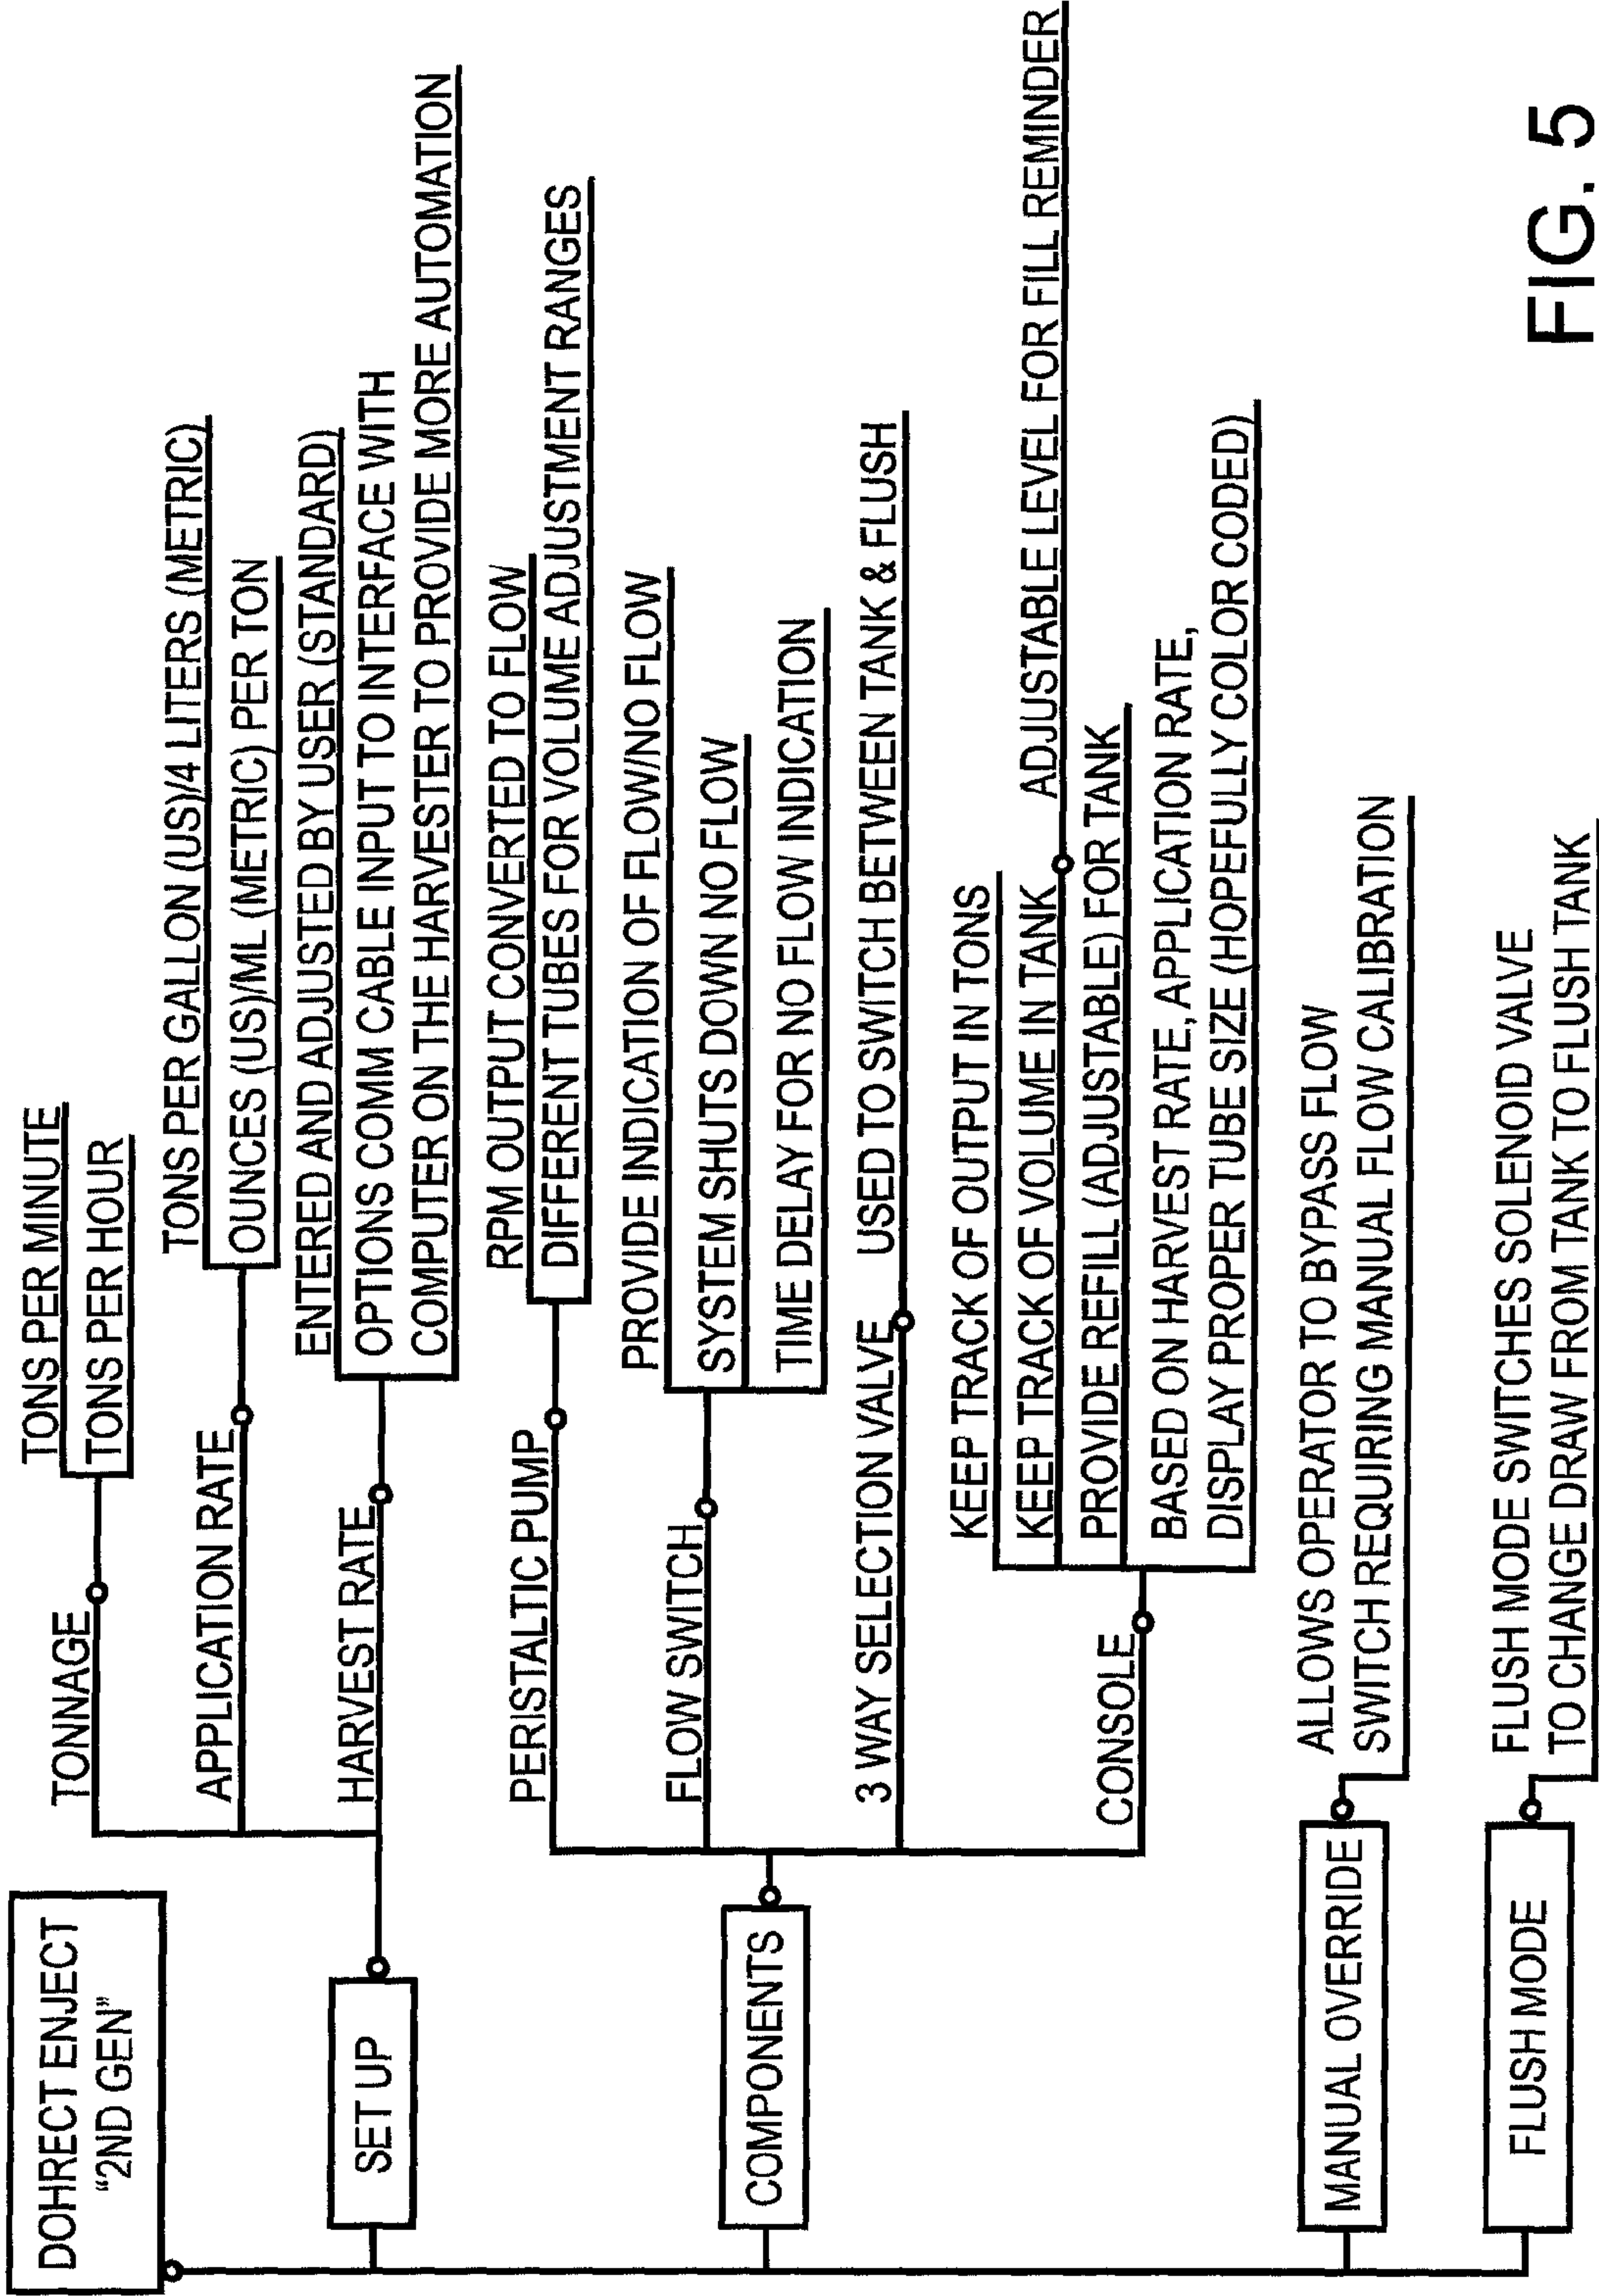 DOHRECT ENJECT
“2ND GEN”
SET UP
TONNAGE
TONS PER MINUTE
TONS PER HOUR
APPLICATION RATE
TONS PER GALLON (US)/4 LITERS (METRIC)
OUNCES (US)/ML (METRIC) PER TON
HARVEST RATE
ENTERED AND ADJUSTED BY USER (STANDARD)
OPTIONS COMM CABLE INPUT TO INTERFACE WITH
COMPUTER ON THE HARVESTER TO PROVIDE MORE AUTOMATION
COMPONENTS
PERISTALTIC PUMP
RPM OUTPUT CONVERTED TO FLOW
DIFFERENT TUBES FOR VOLUME ADJUSTMENT RANGES
FLOW SWITCH
PROVIDE INDICATION OF FLOW/NO FLOW
SYSTEM SHUTS DOWN NO FLOW
TIME DELAY FOR NO FLOW INDICATION
3 WAY SELECTION VALVE
USED TO SWITCH BETWEEN TANK & FLUSH
CONSOLE
KEEP TRACK OF OUTPUT IN TONS
KEEP TRACK OF VOLUME IN TANK
ADJUSTABLE LEVEL FOR FILL REMINDER
PROVIDE REFILL (ADJUSTABLE) FOR TANK
BASED ON HARVEST RATE, APPLICATION RATE,
DISPLAY PROPER TUBE SIZE (HOPEFULLY COLOR CODED)
MANUAL OVERRIDE
ALLOWS OPERATOR TO BYPASS FLOW
SWITCH REQUIRING MANUAL FLOW CALIBRATION
FLUSH MODE
FLUSH MODE SWITCHES SOLENOID VALVE
TO CHANGE DRAW FROM TANK TO FLUSH TANK
FIG. 5